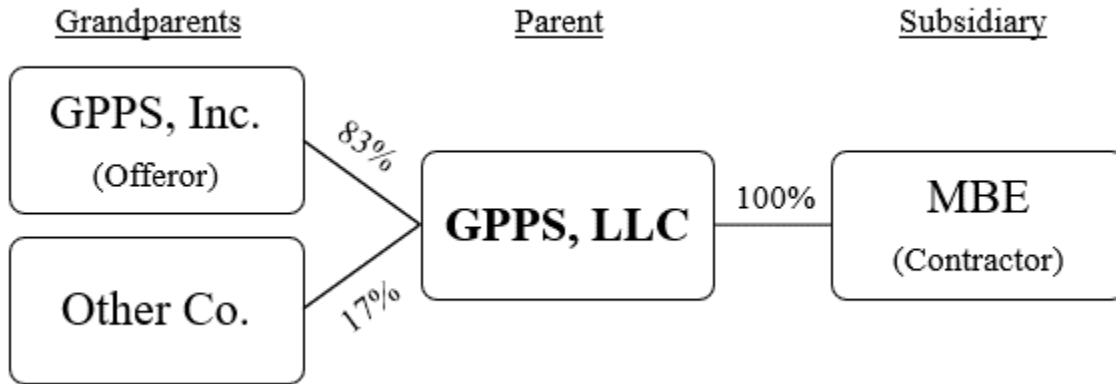 Grandparents
Parent
Subsidiary
GPPS, Inc.
(Offeror)
83%
Other Co.
17%
GPPS, LLC
100%
MBE
(Contractor)